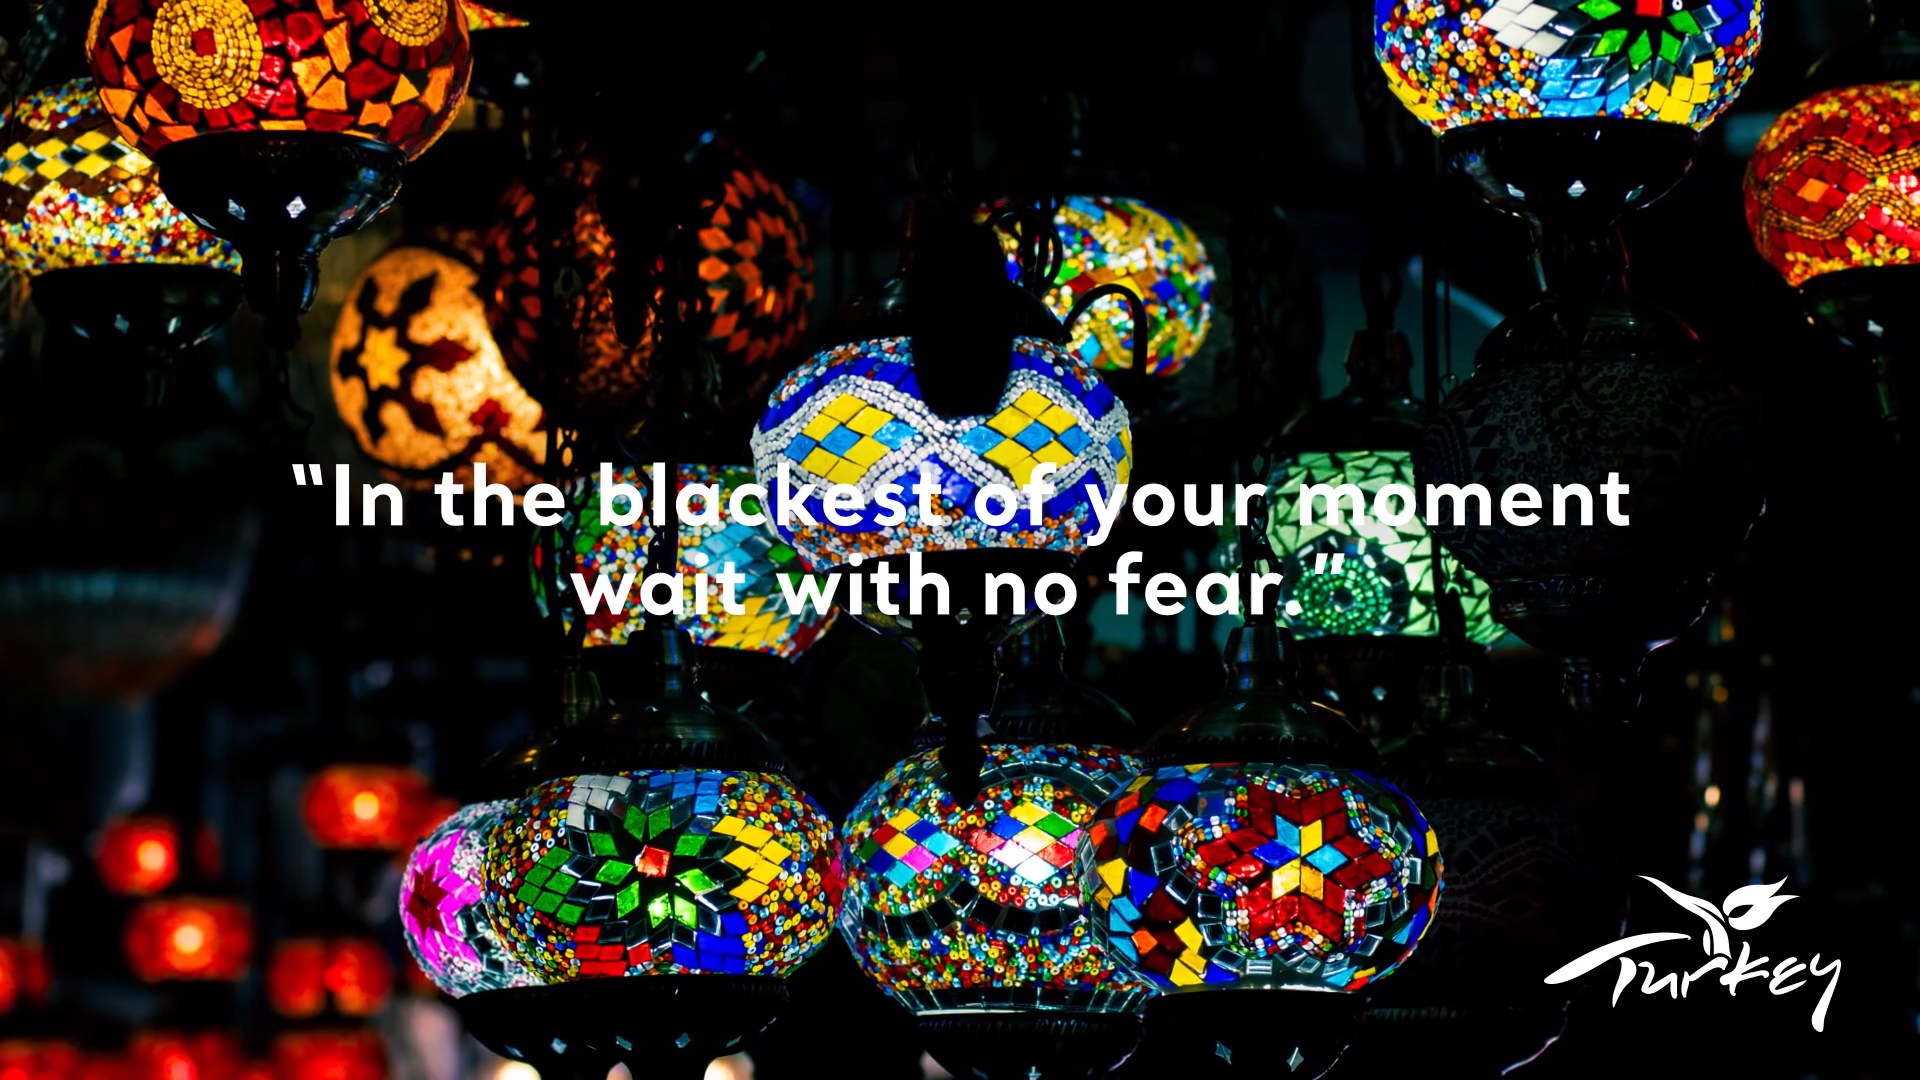 “In the blackest of your moment
wait with no fear.”
Turkey